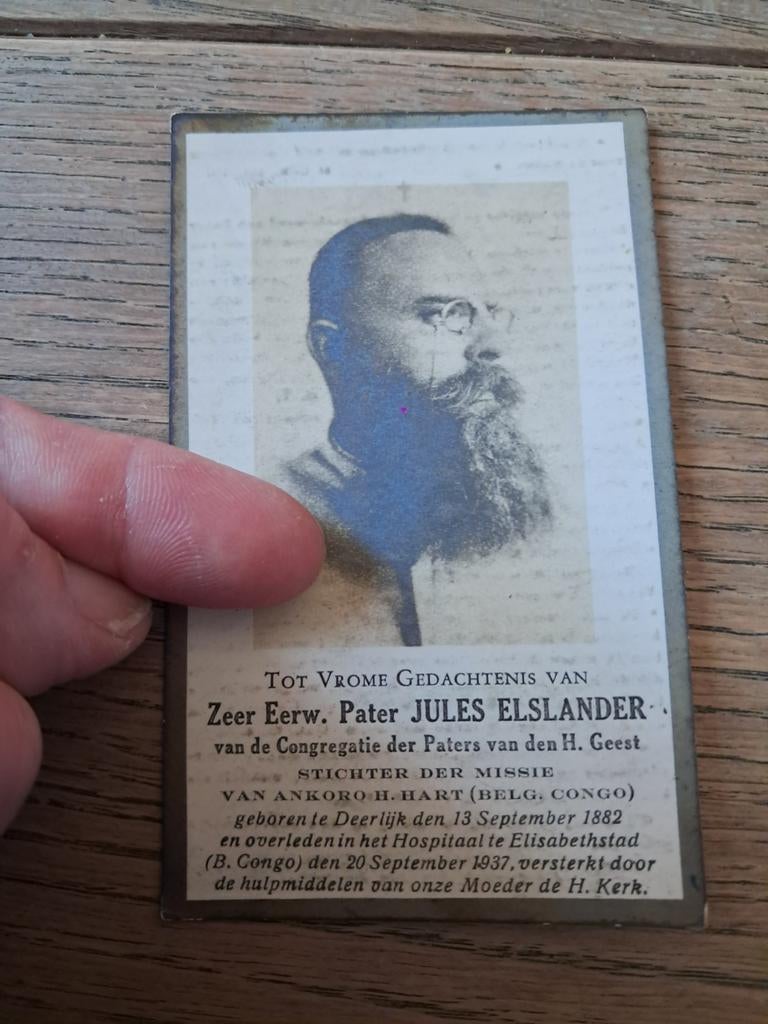 Tot Vrome Gedachtenis van
Zeer Eerw. Pater JULES ELSLANDER
van de Congregatie der Paters van den H. Geest
STICHTER DER MISSIE
VAN ANKORO H. HART (BELG. CONGO)
geboren te Deerlijk den 13 September 1882
en overleden in het Hospitaal te Elisabethstad
(B. Congo) den 20 September 1937, versterkt door
de hulpmiddelen van onze Moeder de H. Kerk.